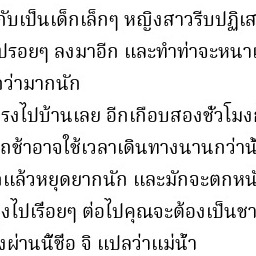 กับเป็นเด็กเล็กๆ หญิงสาวรีบปฏิเส
ปรอยๆ ลงมาอีก และทำท่าจะหนา
ว่ามากนัก
รงไปบ้านเลย อีกเกือบสองชั่วโมง
ถช้าอาจใช้เวลาเดินทางนานกว่านั้
แล้วหยุดยากนัก และมักจะตกหนั
งไปเรื่อยๆ ต่อไปคุณจะต้องเป็นชา
งผ่านนี้ชื่อ จิ แปลว่าแม่น้ำ